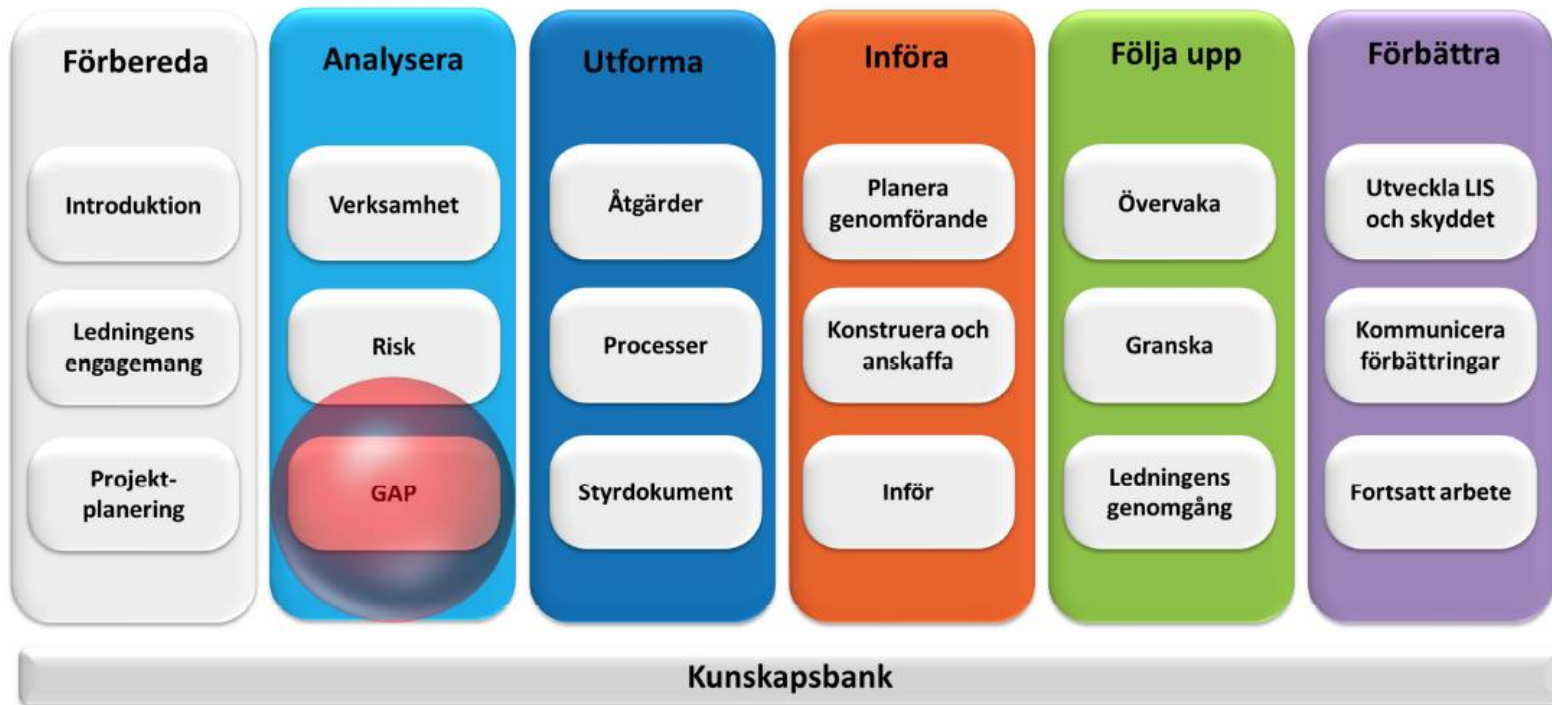 Förbereda
Introduktion
Ledningens
engagemang
Projekt-
planering
Analysera
Verksamhet
Risk
GAP
Utforma
Åtgärder
Processer
Styrdokument
Införa
Planera
genomförande
Konstruera och
anskaffa
Inför
Följa upp
Övervaka
Granska
Ledningens
genomgång
Förbättra
Utveckla LIS
och skyddet
Kommunicera
förbättringar
Fortsatt arbete
Kunskapsbank